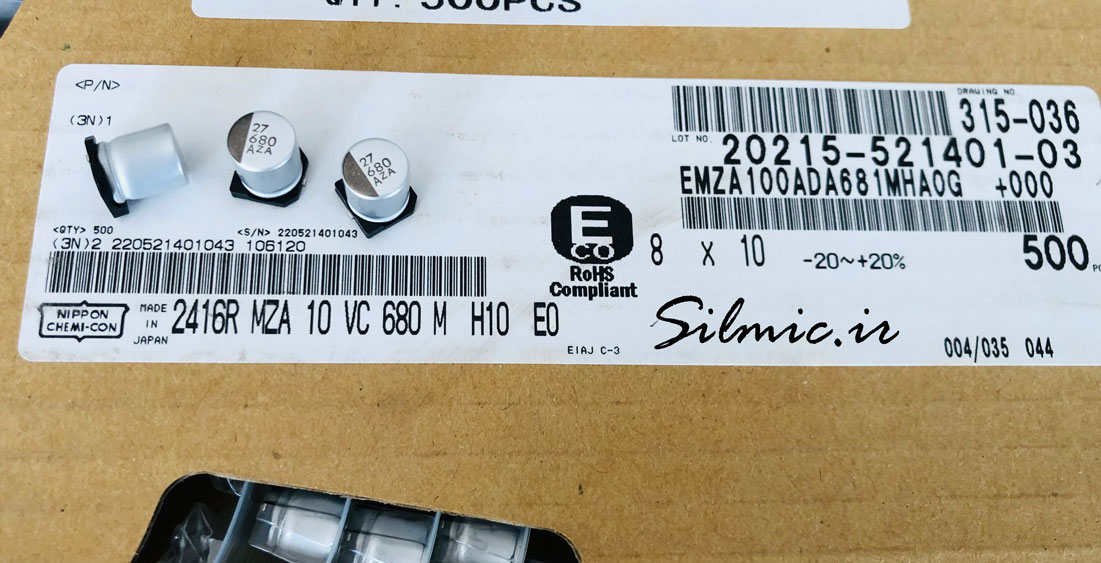 QTY: 500PCS
<P/N>
(3N)1
DRAWING NO.
315-036
LOT NO.
20215-521401-03
EMZA100ADA681MHA0G +000
27
680
AZA
27
680
AZA
<QTY> 500
<S/N> 220521401043
(3N)2 220521401043 106120
E
CO
RoHS
Compliant
8 X 10
-20~+20%
500
NIPPON
CHEMI-CON
MADE
IN
JAPAN
2416R MZA 10 VC 680 M H10 E0
EIAJ C-3
Silmic.ir
004/035 044